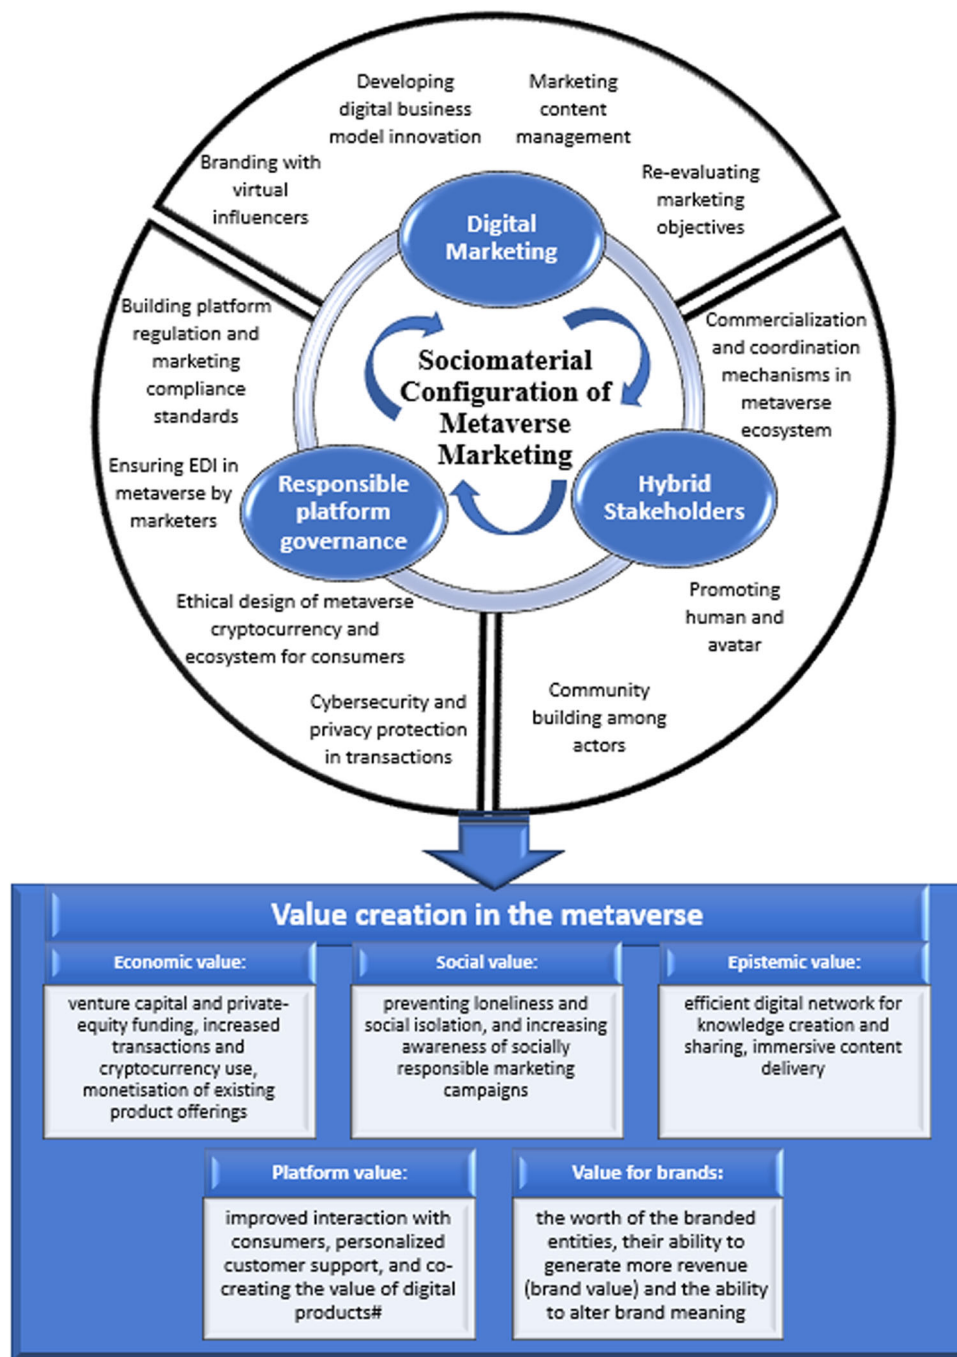 Developing
digital business
model innovation
Marketing
content
management
Branding with
virtual
influencers
Re-evaluating
marketing
objectives
Digital
Marketing
Building platform
regulation and
marketing
compliance
standards
Commercialization
and coordination
mechanisms in
metaverse
ecosystem
Sociomaterial
Configuration of
Metaverse
Marketing
Ensuring EDI in
metaverse by
marketers
Responsible
platform
governance
Hybrid
Stakeholders
Ethical design of metaverse
cryptocurrency and
ecosystem for consumers
Promoting
human and
avatar
Cybersecurity and
privacy protection
in transactions
Community
building among
actors
Value creation in the metaverse
Economic value:
venture capital and private-
equity funding, increased
transactions and
cryptocurrency use,
monetisation of existing
product offerings
Social value:
preventing loneliness and
social isolation, and increasing
awareness of socially
responsible marketing
campaigns
Epistemic value:
efficient digital network for
knowledge creation and
sharing, immersive content
delivery
Platform value:
improved interaction with
consumers, personalized
customer support, and co-
creating the value of digital
products#
Value for brands:
the worth of the branded
entities, their ability to
generate more revenue
(brand value) and the ability
to alter brand meaning